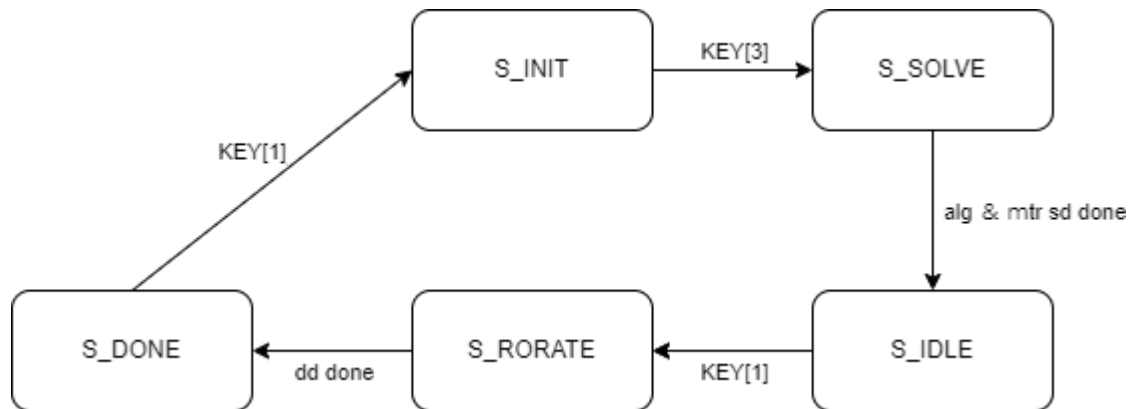 S_INIT
KEY[3]
S_SOLVE
KEY[1]
alg & mtr sd done
S_DONE
dd done
S_RORATE
KEY[1]
S_IDLE